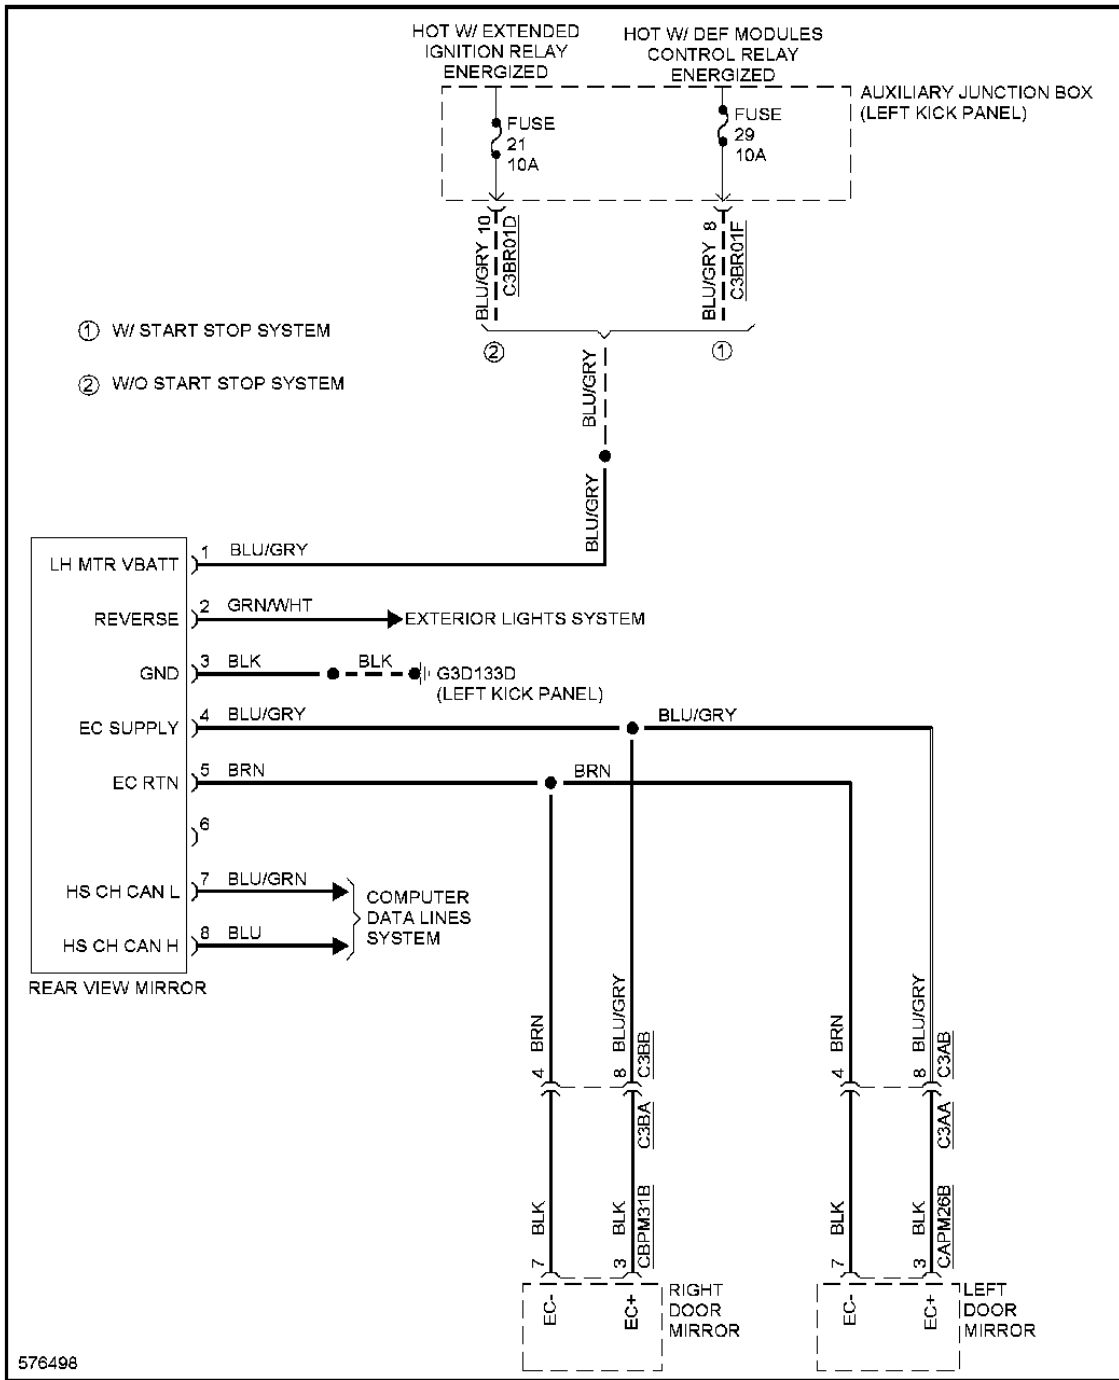 HOT W/ EXTENDED
IGNITION RELAY
ENERGIZED
HOT W/ DEF MODULES
CONTROL RELAY
ENERGIZED
AUXILIARY JUNCTION BOX
(LEFT KICK PANEL)
FUSE
21
10A
FUSE
29
10A
BLU/GRY 10
C3BR01D
BLU/GRY 8
C3BR01F
① W/ START STOP SYSTEM
② W/O START STOP SYSTEM
②
①
BLU/GRY
BLU/GRY
LH MTR VBATT
1 BLU/GRY
REVERSE
2 GRN/WHT
EXTERIOR LIGHTS SYSTEM
GND
3 BLK
BLK
G3D133D
(LEFT KICK PANEL)
EC SUPPLY
4 BLU/GRY
BLU/GRY
EC RTN
5 BRN
BRN
6
HS CH CAN L
7 BLU/GRN
HS CH CAN H
8 BLU
COMPUTER
DATA LINES
SYSTEM
REAR VIEW MIRROR
4 BRN
8 BLU/GRY
C3BB
4 BRN
8 BLU/GRY
C3AB
C3BA
C3AA
7 BLK
3 BLK
CBPM31B
7 BLK
3 BLK
CAPM26B
EC-
EC+
RIGHT
DOOR
MIRROR
EC-
EC+
LEFT
DOOR
MIRROR
576498